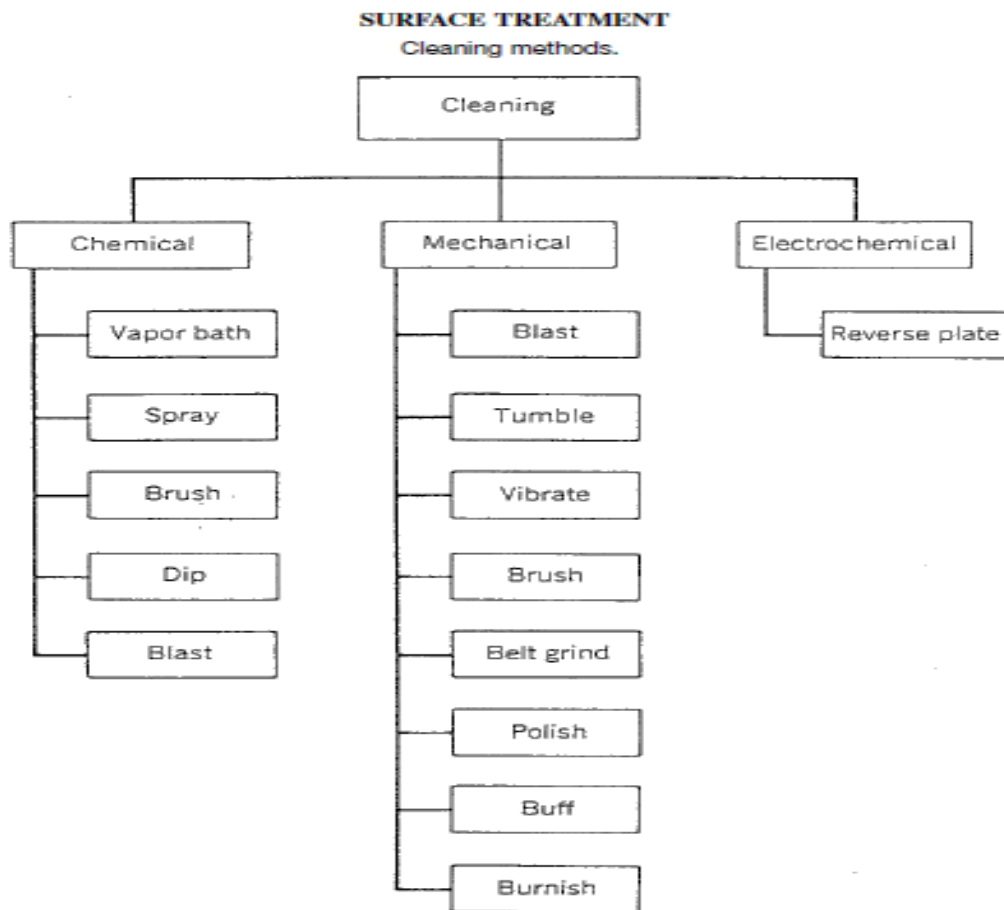 SURFACE TREATMENT
Cleaning methods.
Cleaning
Chemical
Mechanical
Electrochemical
Vapor bath
Spray
Brush
Dip
Blast
Blast
Tumble
Vibrate
Brush
Belt grind
Polish
Buff
Burnish
Reverse plate